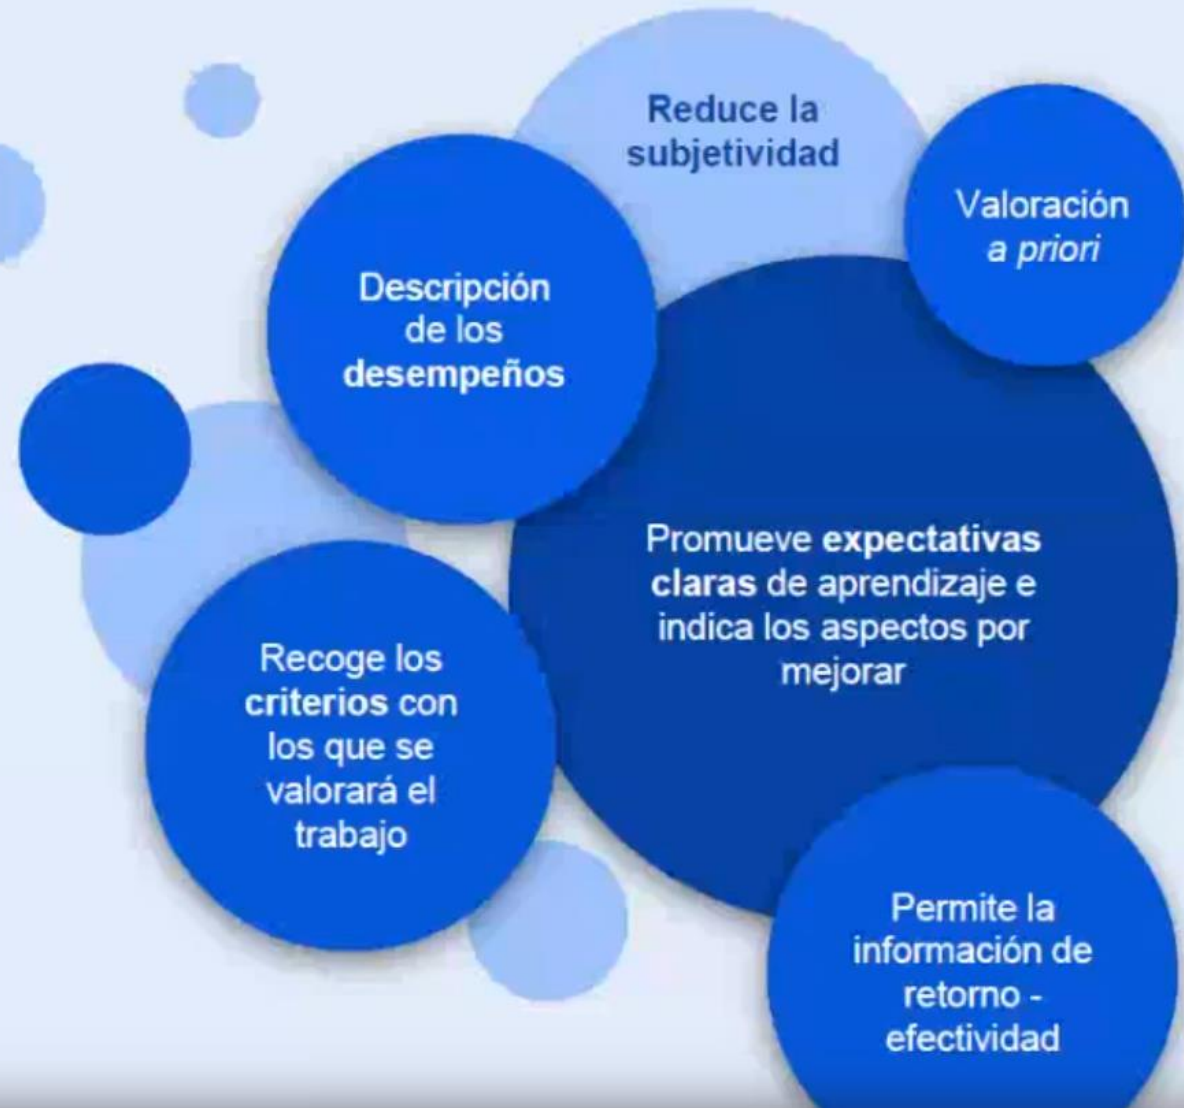 Reduce la
subjetividad
Valoración
a priori
Descripción
de los
desempeños
Promueve expectativas
claras de aprendizaje e
indica los aspectos por
mejorar
Recoge los
criterios con
los que se
valorará el
trabajo
Permite la
información de
retorno -
efectividad